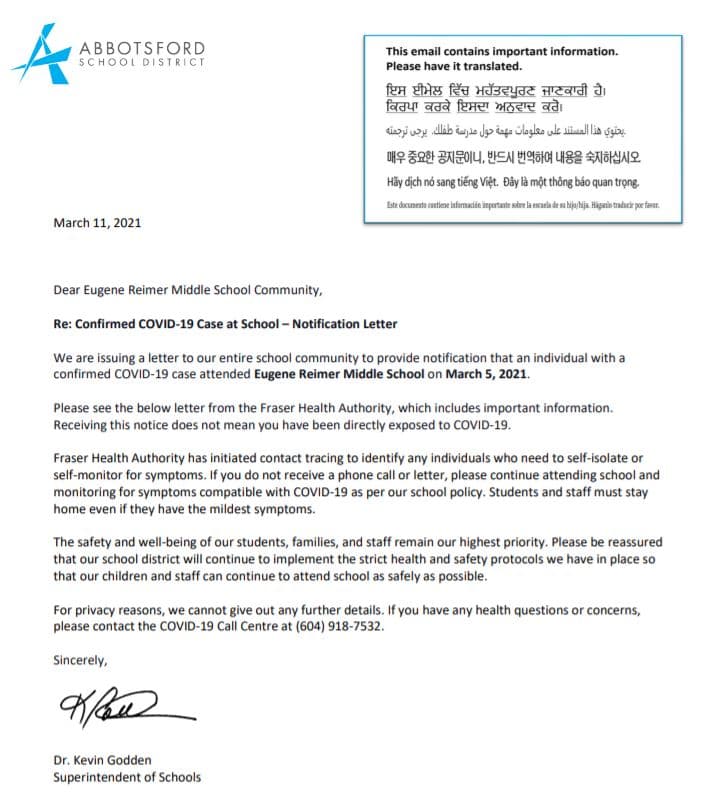 ABBOTSFORD
SCHOOL DISTRICT
This email contains important information.
Please have it translated.
ਇਸ ਈਮੇਲ ਵਿੱਚ ਮਹੱਤਵਪੂਰਣ ਜਾਣਕਾਰੀ ਹੈ।
ਕਿਰਪਾ ਕਰਕੇ ਇਸਦਾ ਅਨੁਵਾਦ ਕਰੋ।
يحتوي هذا المستند على معلومات مهمة حول مدرسة طفلك. يرجى ترجمته.
매우 중요한 공지문이니, 반드시 번역하여 내용을 숙지하십시오.
Hãy dịch nó sang tiếng Việt. Đây là một thông báo quan trọng.
Este documento contiene información importante sobre la escuela de su hijo/hija. Háganlo traducir por favor.
March 11, 2021
Dear Eugene Reimer Middle School Community,
Re: Confirmed COVID-19 Case at School – Notification Letter
We are issuing a letter to our entire school community to provide notification that an individual with a
confirmed COVID-19 case attended Eugene Reimer Middle School on March 5, 2021.
Please see the below letter from the Fraser Health Authority, which includes important information.
Receiving this notice does not mean you have been directly exposed to COVID-19.
Fraser Health Authority has initiated contact tracing to identify any individuals who need to self-isolate or
self-monitor for symptoms. If you do not receive a phone call or letter, please continue attending school and
monitoring for symptoms compatible with COVID-19 as per our school policy. Students and staff must stay
home even if they have the mildest symptoms.
The safety and well-being of our students, families, and staff remain our highest priority. Please be reassured
that our school district will continue to implement the strict health and safety protocols we have in place so
that our children and staff can continue to attend school as safely as possible.
For privacy reasons, we cannot give out any further details. If you have any health questions or concerns,
please contact the COVID-19 Call Centre at (604) 918-7532.
Sincerely,
Dr. Kevin Godden
Superintendent of Schools